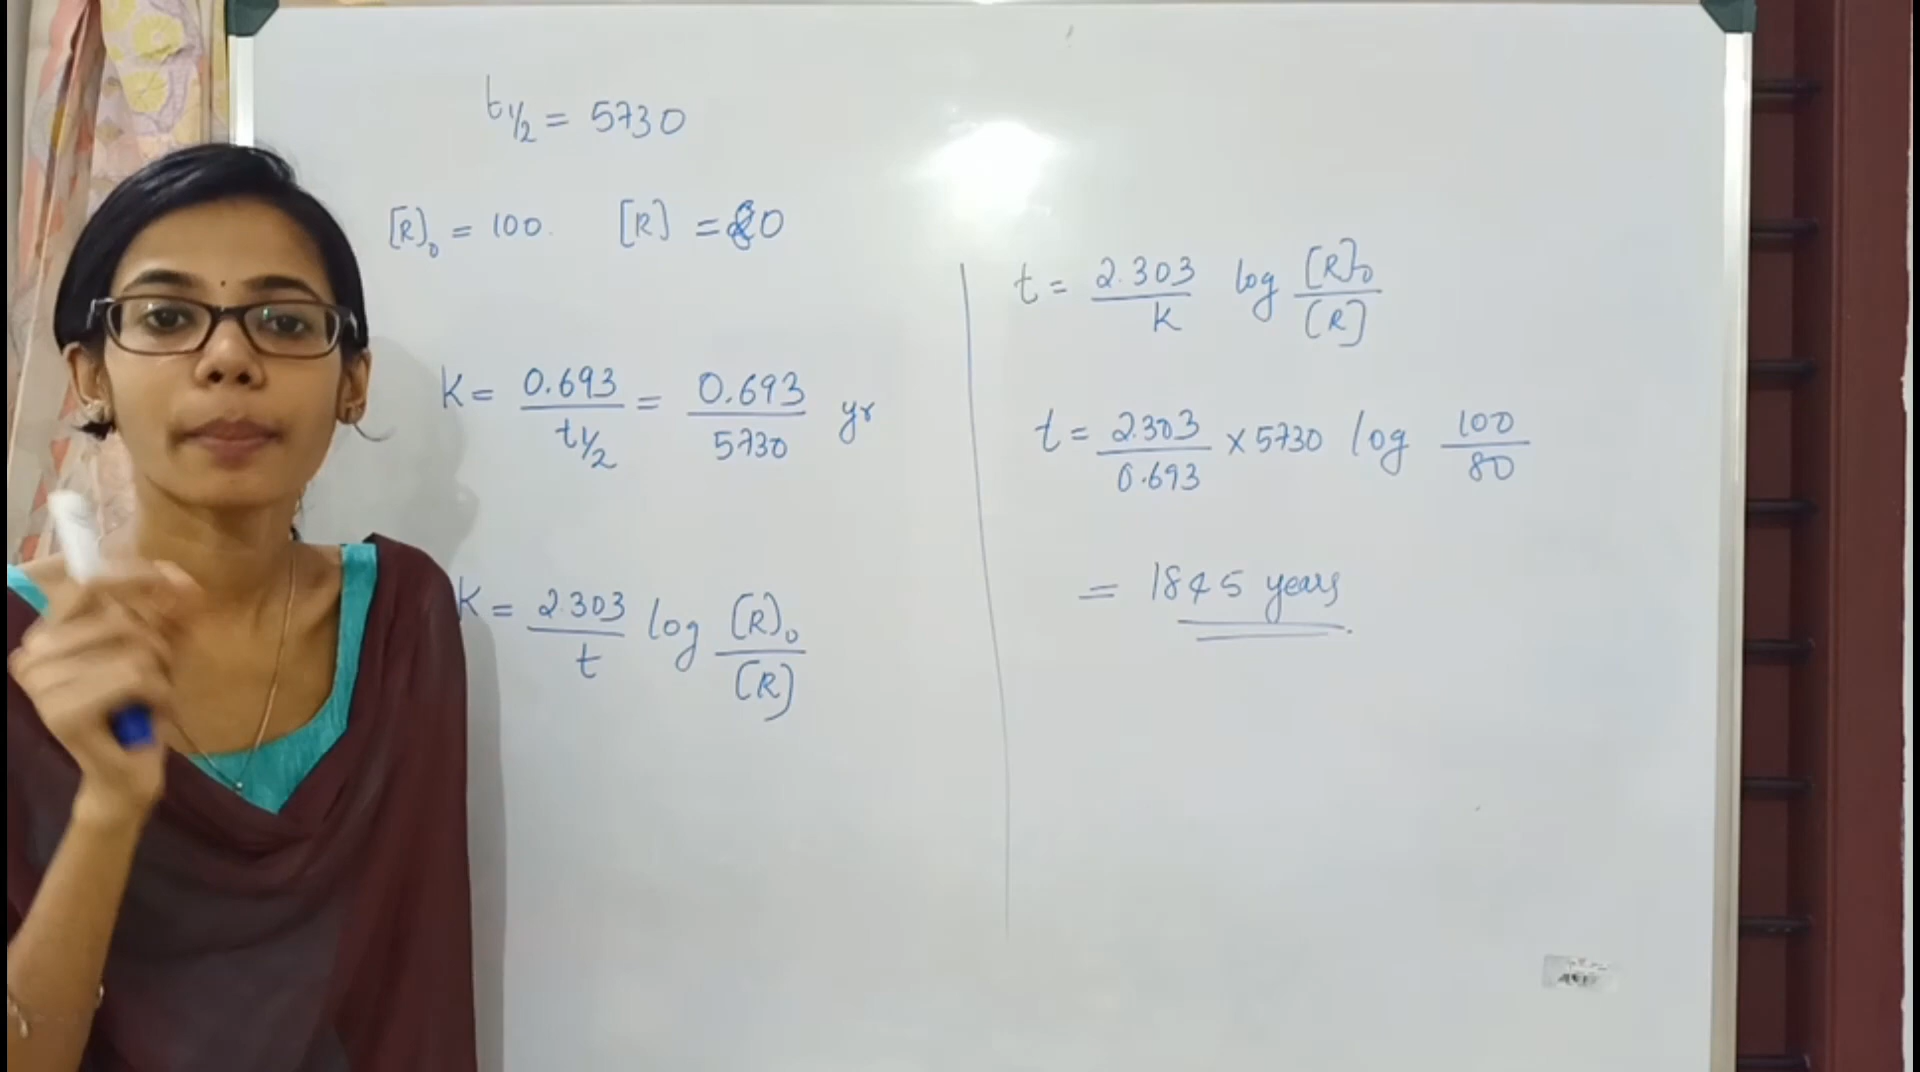 t½ = 5730
[R]₀ = 100. [R] = 80
K = 0.693/t½ = 0.693/5730 yr
K = 2.303/t log [R]₀/[R]
t = 2.303/K log [R]₀/[R]
t = 2.303/0.693 × 5730 log 100/80
= 1845 years